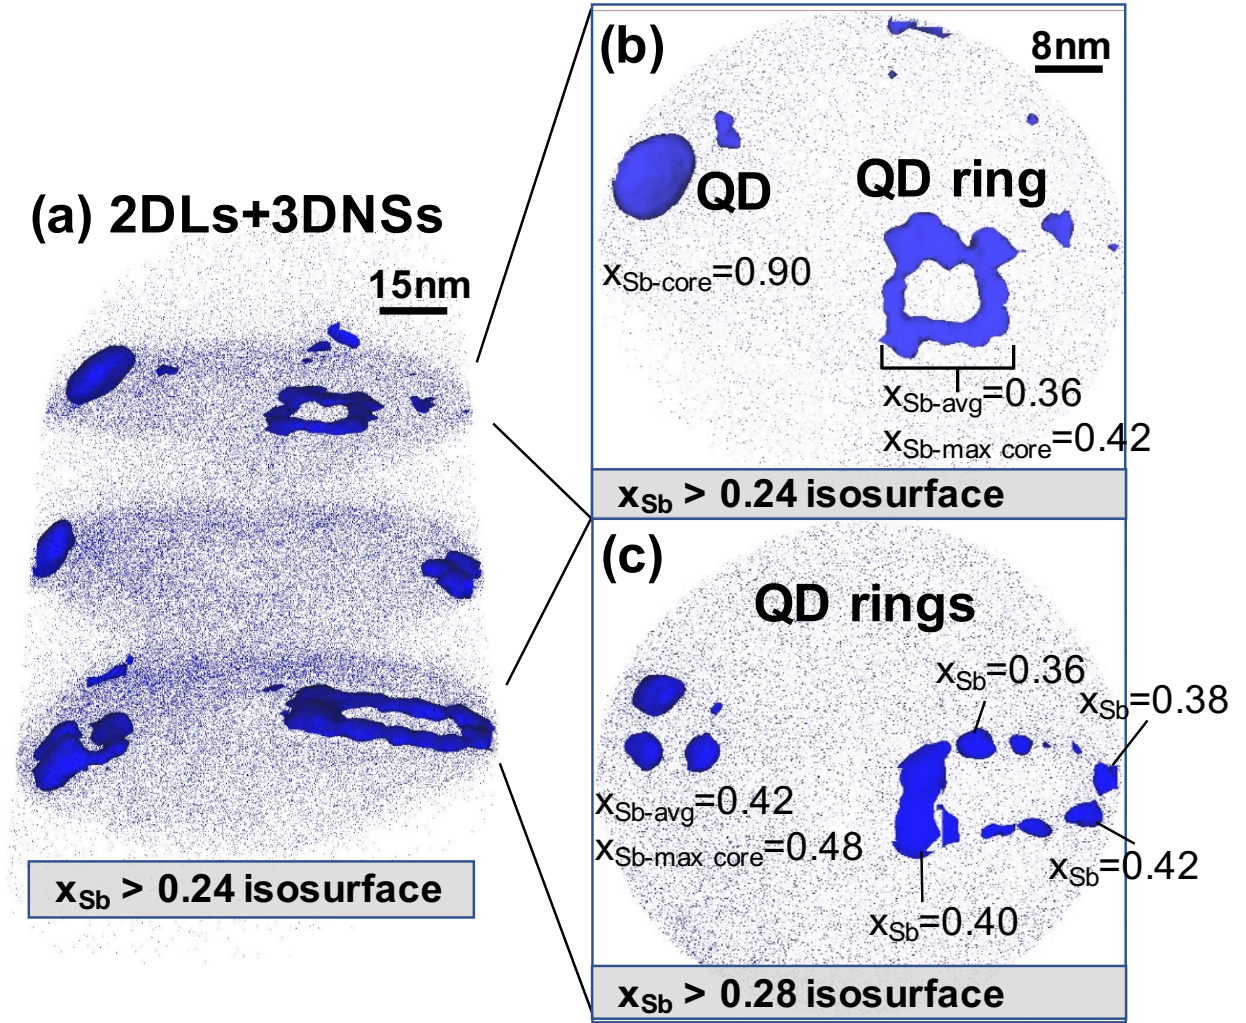 (a) 2DLs+3DNSs
15nm
xSb > 0.24 isosurface
(b)
8nm
QD
QD ring
xSb-core=0.90
xSb-avg=0.36
xSb-max core=0.42
xSb > 0.24 isosurface
(c)
QD rings
xSb=0.36
xSb=0.38
xSb-avg=0.42
xSb-max core=0.48
xSb=0.42
xSb=0.40
xSb > 0.28 isosurface